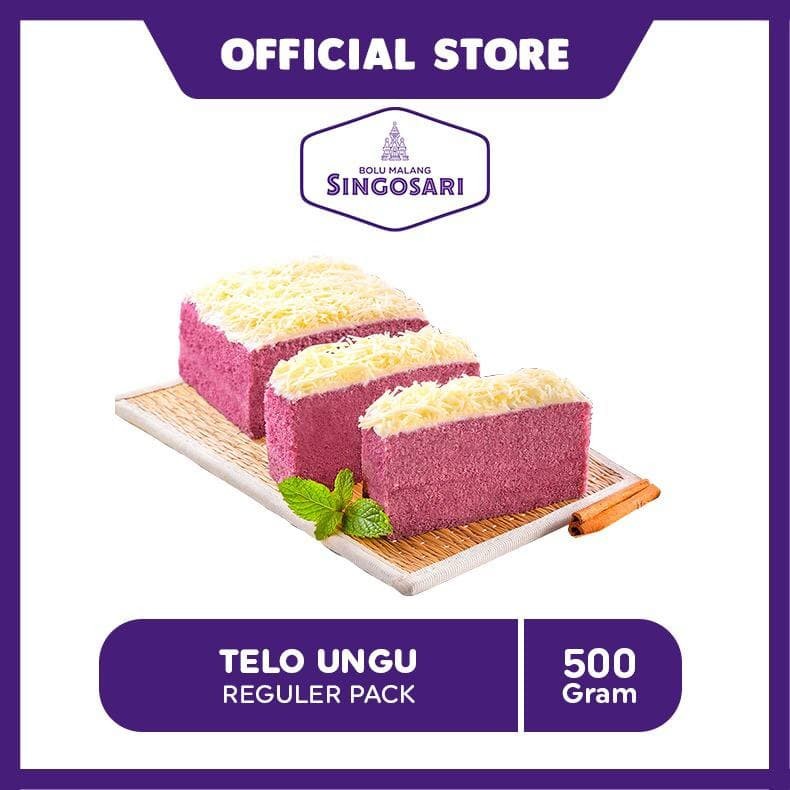 OFFICIAL STORE
BOLU MALANG
SINGOSARI
TELO UNGU
REGULER PACK
500
Gram